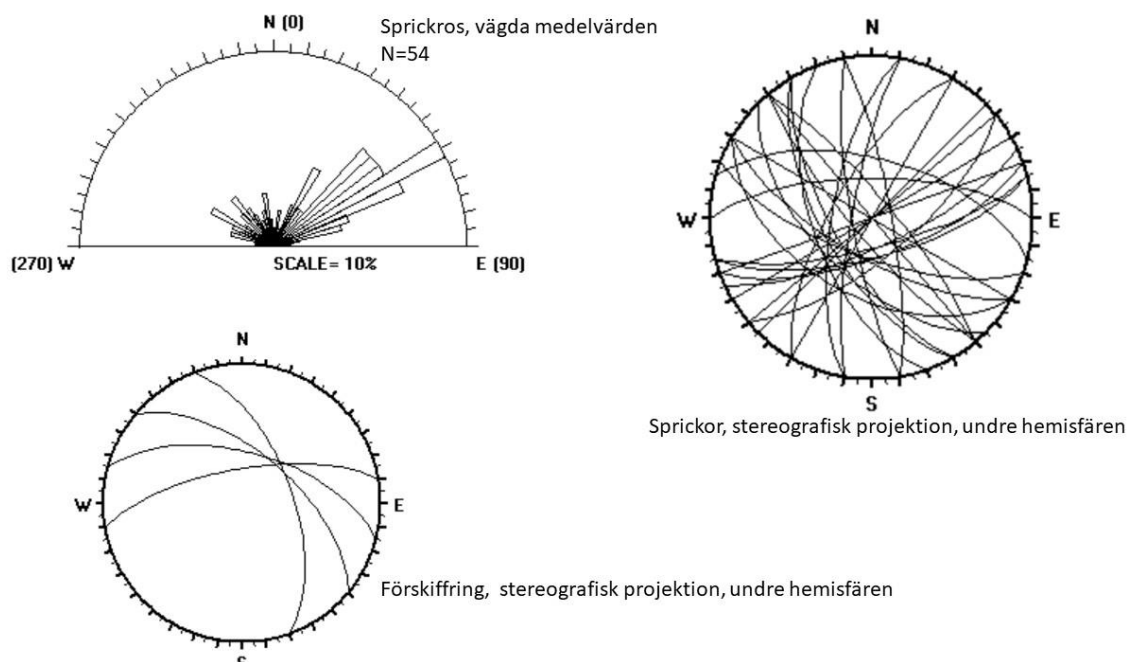 N (0)
Sprickros, vägda medelvärden
N=54
(270) W
SCALE= 10%
E (90)
N
W
E
S
Sprickor, stereografisk projektion, undre hemisfären
N
W
E
S
Förskiffring, stereografisk projektion, undre hemisfären